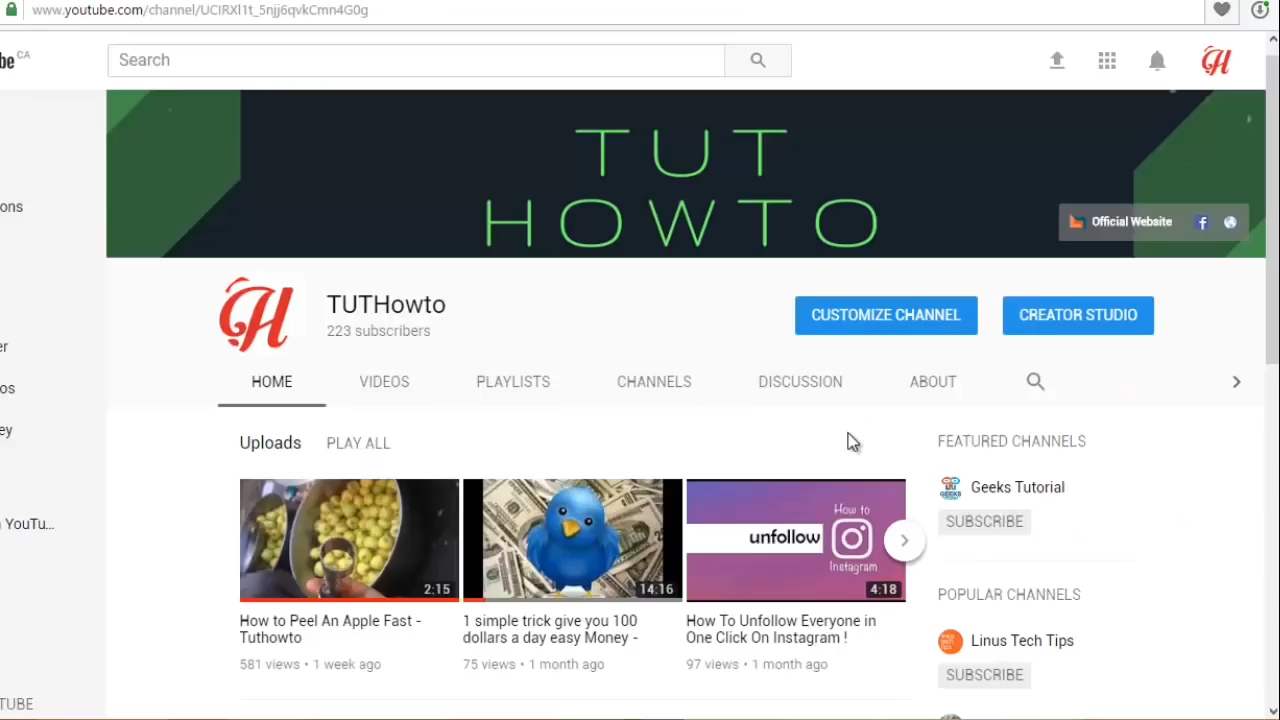 www.youtube.com/channel/UCIRXl1t_5njj6qvkCmn4G0g
be CA
Search
H
TUT
HOWTO
Official Website
H
TUTHowto
223 subscribers
CUSTOMIZE CHANNEL
CREATOR STUDIO
HOME
VIDEOS
PLAYLISTS
CHANNELS
DISCUSSION
ABOUT
ons
er
os
ey
n YouTu...
TUBE
Uploads
PLAY ALL
2:15
How to Peel An Apple Fast -
Tuthowto
581 views • 1 week ago
14:16
1 simple trick give you 100
dollars a day easy Money -
75 views • 1 month ago
How to
unfollow
Instagram
4:18
How To Unfollow Everyone in
One Click On Instagram !
97 views • 1 month ago
FEATURED CHANNELS
GEEKS
Geeks Tutorial
SUBSCRIBE
POPULAR CHANNELS
Linus Tech Tips
SUBSCRIBE